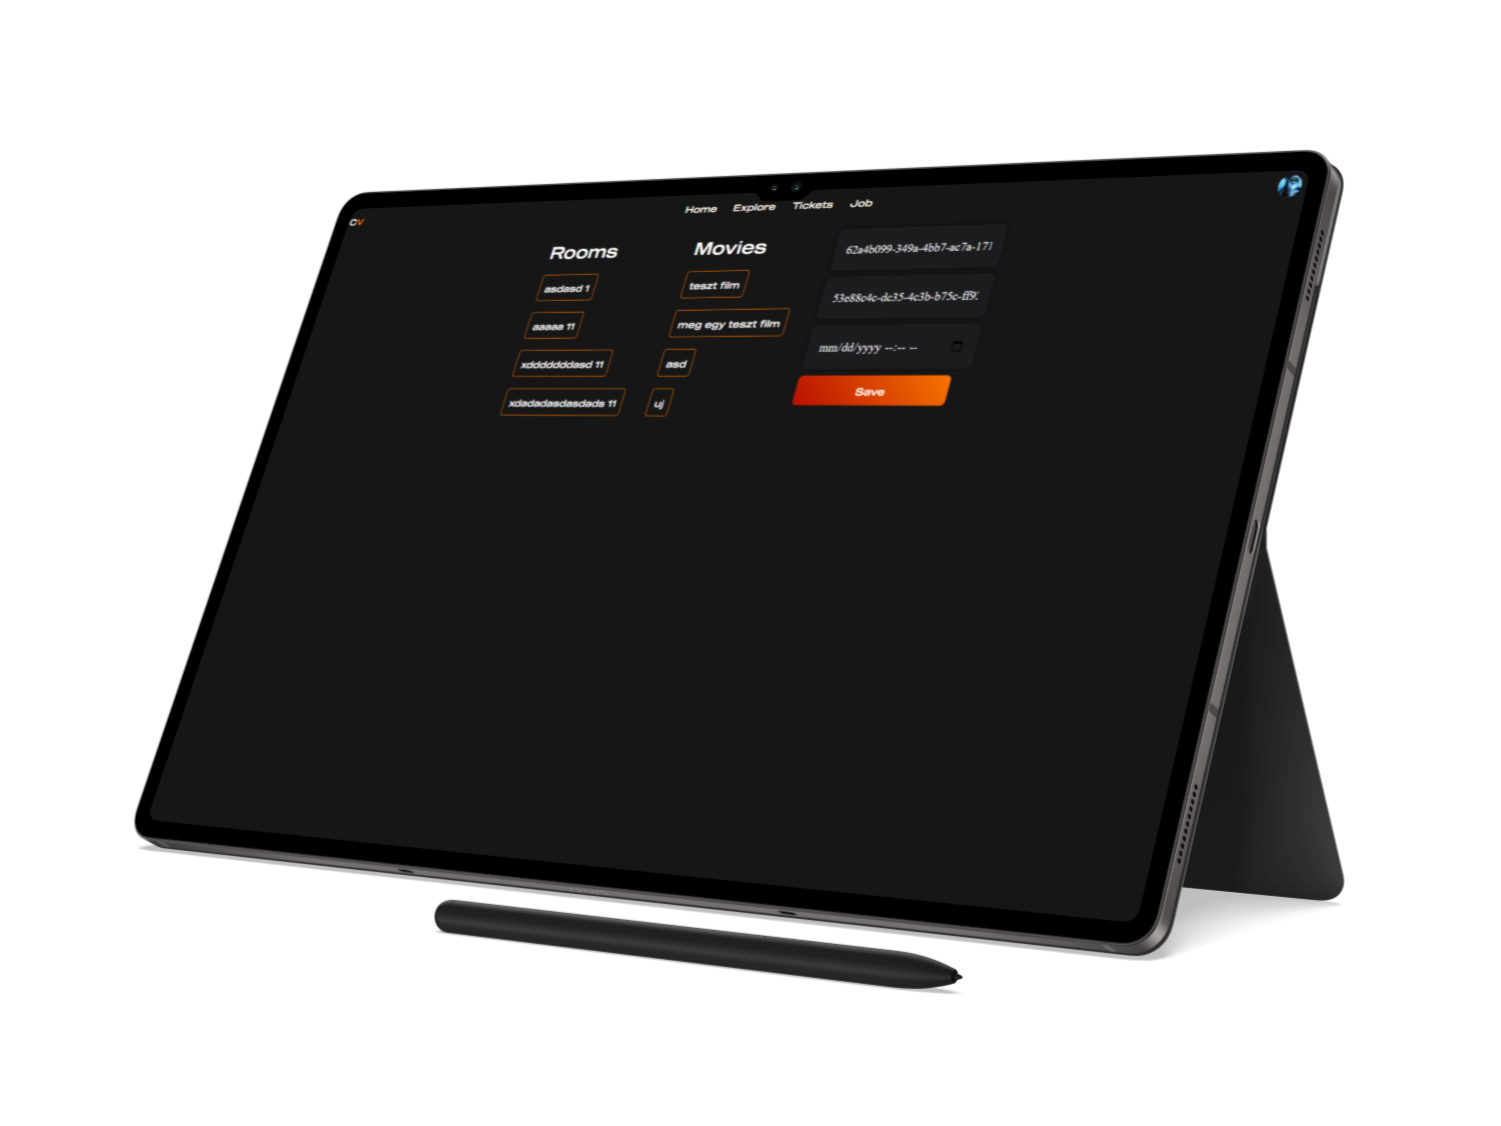 CV
Home Explore Tickets Job
Rooms
asdasd 1
aaaaa 11
xdddddddasd 11
xdadadasdasdads 11
Movies
teszt film
meg egy teszt film
asd
uj
62a4b099-349a-4bb7-ac7a-171
53e88c4c-dc35-4c3b-b75c-ff9
mm/dd/yyyy --:-- --
Save